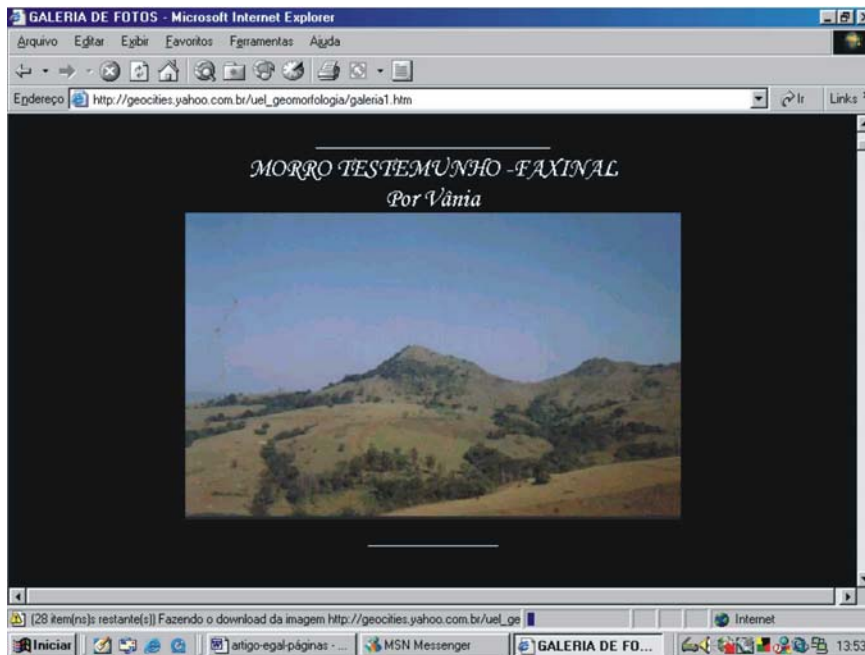 GALERIA DE FOTOS - Microsoft Internet Explorer
Arquivo Editar Exibir Favoritos Ferramentas Ajuda
Endereço http://geocities.yahoo.com.br/uel_geomorfologia/galeria1.htm Ir Links
MORRO TESTEMUNHO -FAXINAL
Por Vânia
(28 item(ns)s restante(s)) Fazendo o download da imagem http://geocities.yahoo.com.br/uel_ge Internet
Iniciar artigo-egal-páginas - ... MSN Messenger GALERIA DE FO... 13:53